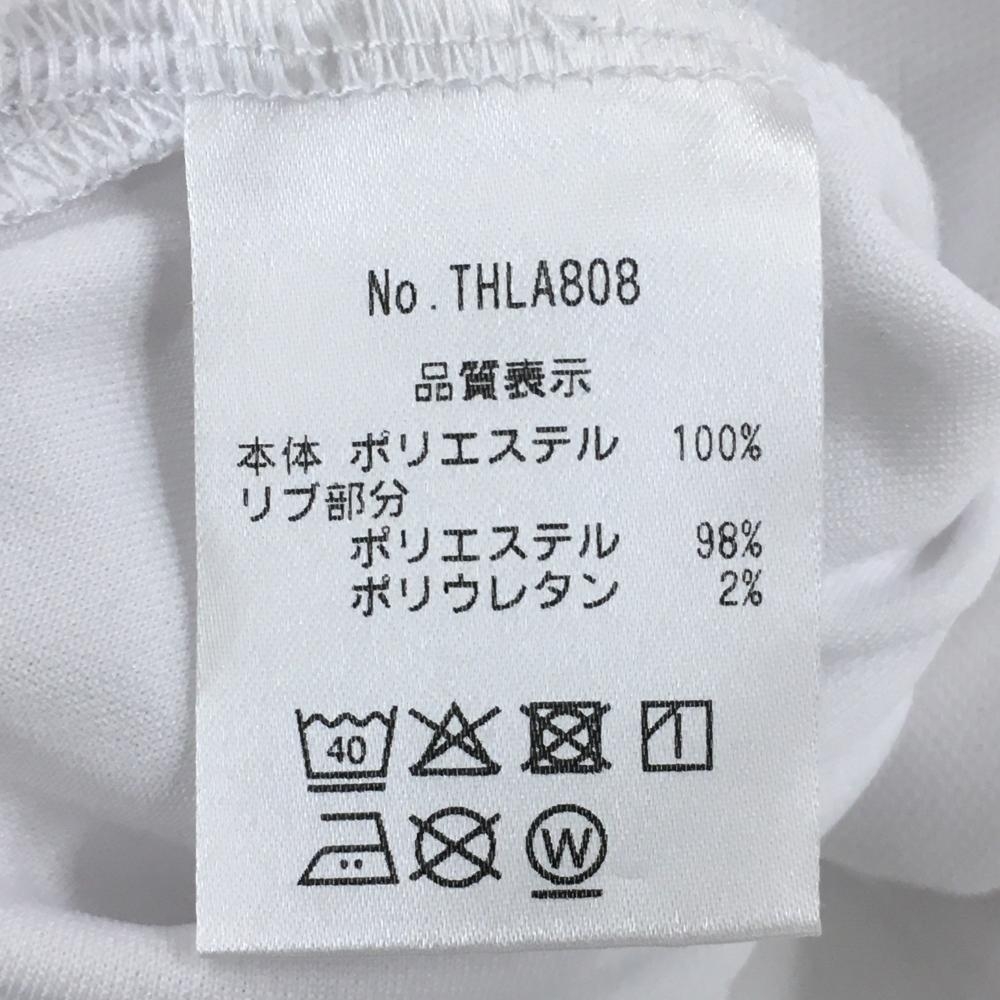 No.THLA808
品質表示
本体 ポリエステル 100%
リブ部分
ポリエステル 98%
ポリウレタン 2%
40
W